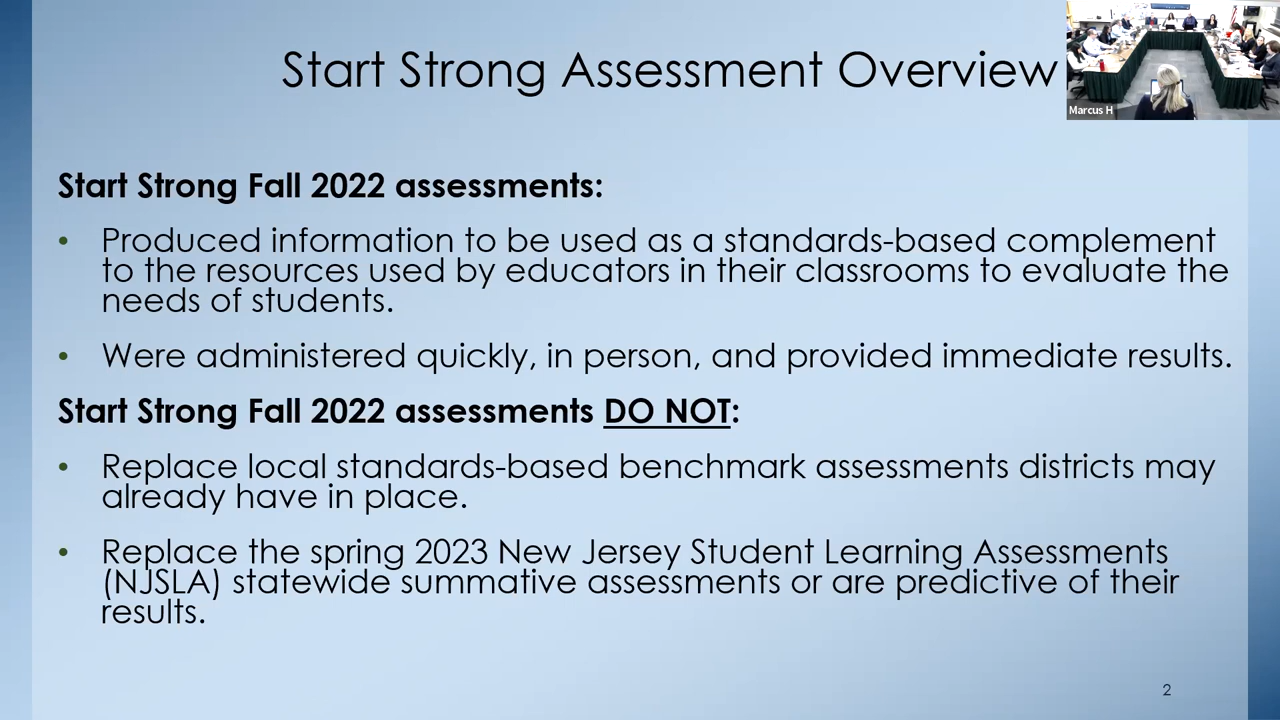 Start Strong Assessment Overview
Marcus H
Start Strong Fall 2022 assessments:
• Produced information to be used as a standards-based complement
to the resources used by educators in their classrooms to evaluate the
needs of students.
• Were administered quickly, in person, and provided immediate results.
Start Strong Fall 2022 assessments DO NOT:
• Replace local standards-based benchmark assessments districts may
already have in place.
• Replace the spring 2023 New Jersey Student Learning Assessments
(NJSLA) statewide summative assessments or are predictive of their
results.
2